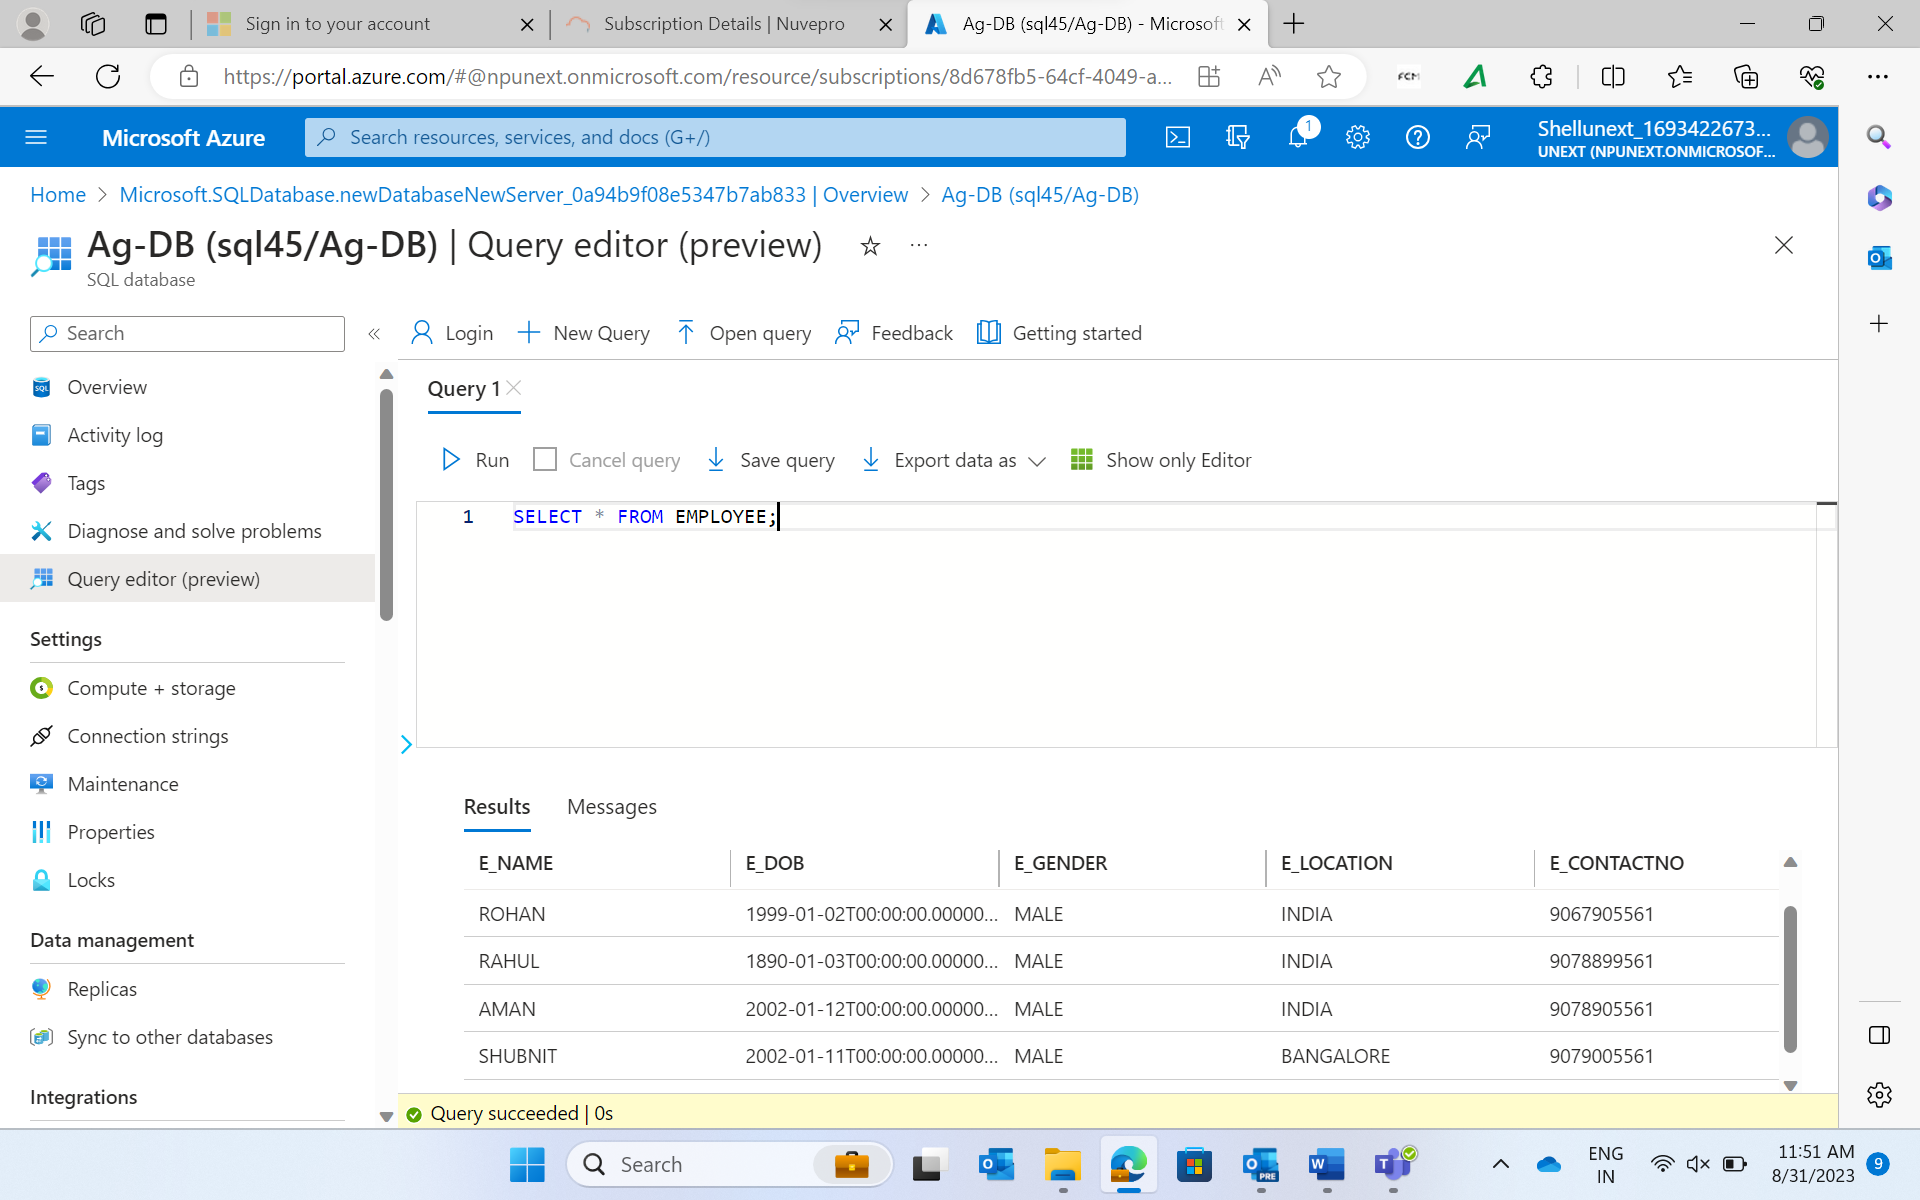 Sign in to your account
Subscription Details | Nuvepro
Ag-DB (sql45/Ag-DB) - Microsoft
https://portal.azure.com/#@npunext.onmicrosoft.com/resource/subscriptions/8d678fb5-64cf-4049-a...
FCM
Microsoft Azure
Search resources, services, and docs (G+/)
1
Shellunext_1693422673...
UNEXT (NPUNEXT.ONMICROSOF...
Home > Microsoft.SQLDatabase.newDatabaseNewServer_0a94b9f08e5347b7ab833 | Overview > Ag-DB (sql45/Ag-DB)
Ag-DB (sql45/Ag-DB) | Query editor (preview)
SQL database
Search
Login
New Query
Open query
Feedback
Getting started
Overview
Activity log
Tags
Diagnose and solve problems
Query editor (preview)
Settings
Compute + storage
Connection strings
Maintenance
Properties
Locks
Data management
Replicas
Sync to other databases
Integrations
Query 1
Run
Cancel query
Save query
Export data as
Show only Editor
1 SELECT * FROM EMPLOYEE;
Results Messages
E_NAME E_DOB E_GENDER E_LOCATION E_CONTACTNO
ROHAN 1999-01-02T00:00:00.00000... MALE INDIA 9067905561
RAHUL 1890-01-03T00:00:00.00000... MALE INDIA 9078899561
AMAN 2002-01-12T00:00:00.00000... MALE INDIA 9078905561
SHUBNIT 2002-01-11T00:00:00.00000... MALE BANGALORE 9079005561
Query succeeded | 0s
Search
PRE
ENG
IN
11:51 AM
8/31/2023
9